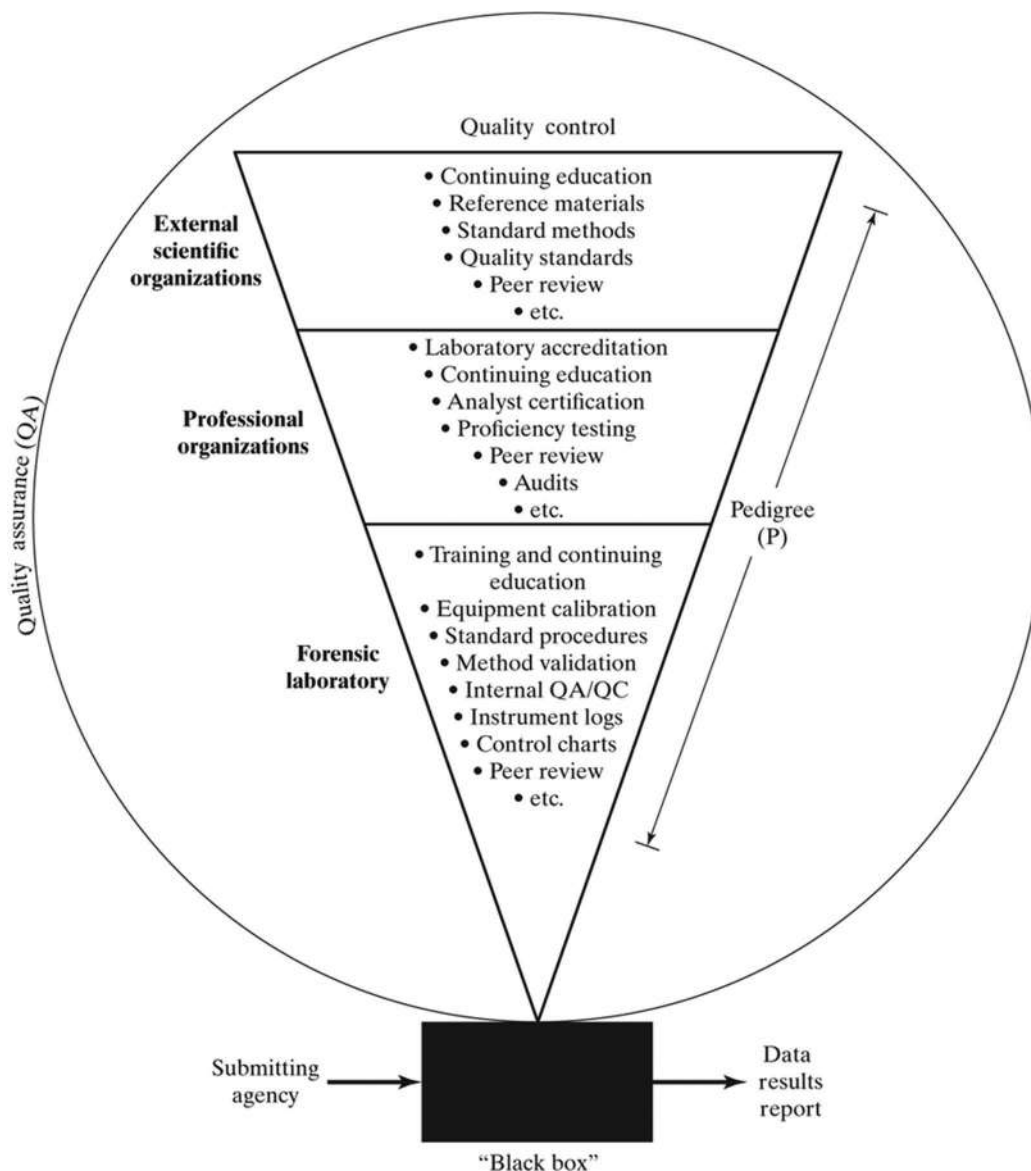 Quality control
• Continuing education
• Reference materials
• Standard methods
• Quality standards
• Peer review
• etc.
External
scientific
organizations
• Laboratory accreditation
• Continuing education
• Analyst certification
• Proficiency testing
• Peer review
• Audits
• etc.
Professional
organizations
• Training and continuing
education
• Equipment calibration
• Standard procedures
• Method validation
• Internal QA/QC
• Instrument logs
• Control charts
• Peer review
• etc.
Forensic
laboratory
Quality assurance (QA)
Pedigree
(P)
Submitting
agency
Data
results
report
“Black box”